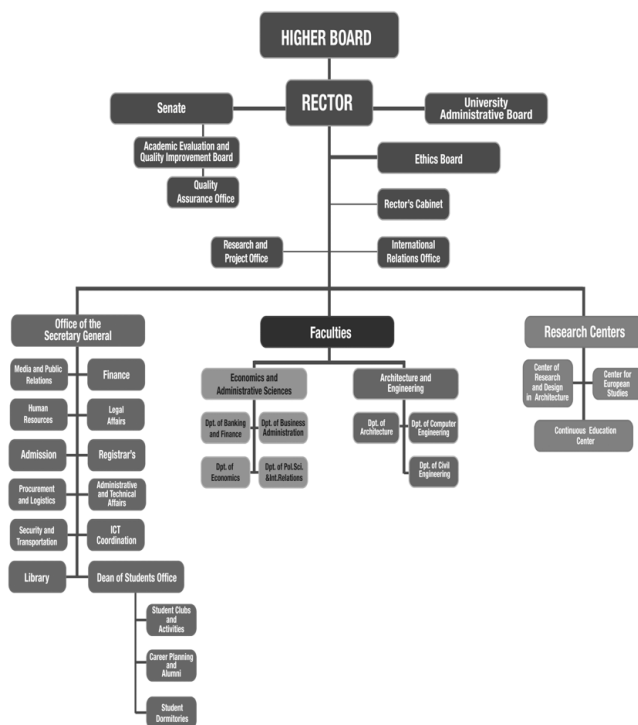 HIGHER BOARD
RECTOR
Senate
University
Administrative Board
Academic Evaluation and
Quality Improvement Board
Ethics Board
Quality
Assurance Office
Rector's Cabinet
Research and
Project Office
International
Relations Office
Office of the
Secretary General
Faculties
Research Centers
Media and Public
Relations
Finance
Human
Resources
Legal
Affairs
Admission
Registrar's
Procurement
and Logistics
Administrative
and Technical
Affairs
Security and
Transportation
ICT
Coordination
Library
Dean of Students Office
Student Clubs
and
Activities
Career Planning
and
Alumni
Student
Dormitories
Economics and
Administrative Sciences
Dpt. of Banking
and Finance
Dpt. of Business
Administration
Dpt. of
Economics
Dpt. of Pol.Sci.
&Int.Relations
Architecture and
Engineering
Dpt. of
Architecture
Dpt. of Computer
Engineering
Dpt. of Civil
Engineering
Center of
Research
and Design
in Architecture
Center for
European
Studies
Continuous Education
Center